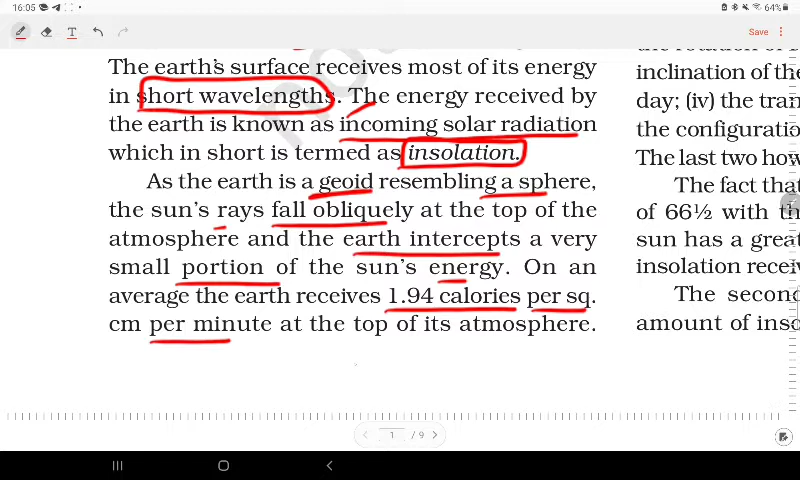 16:05
64%
T
Save
The earth's surface receives most of its energy
in short wavelengths. The energy received by
the earth is known as incoming solar radiation
which in short is termed as insolation.
As the earth is a geoid resembling a sphere,
the sun's rays fall obliquely at the top of the
atmosphere and the earth intercepts a very
small portion of the sun's energy. On an
average the earth receives 1.94 calories per sq.
cm per minute at the top of its atmosphere.
inclination of the
day; (iv) the tran
the configuratio
The last two how
The fact that
of 66½ with th
sun has a great
insolation receiv
The second
amount of inso
1 / 9